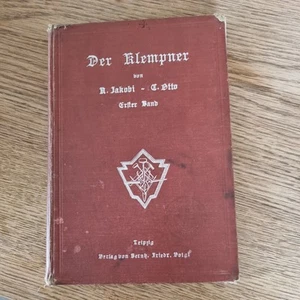 Der Klempner
von
R. Jakobi - C. Otto
Erster Band
Leipzig
Verlag von Bernh. Friedr. Voigt